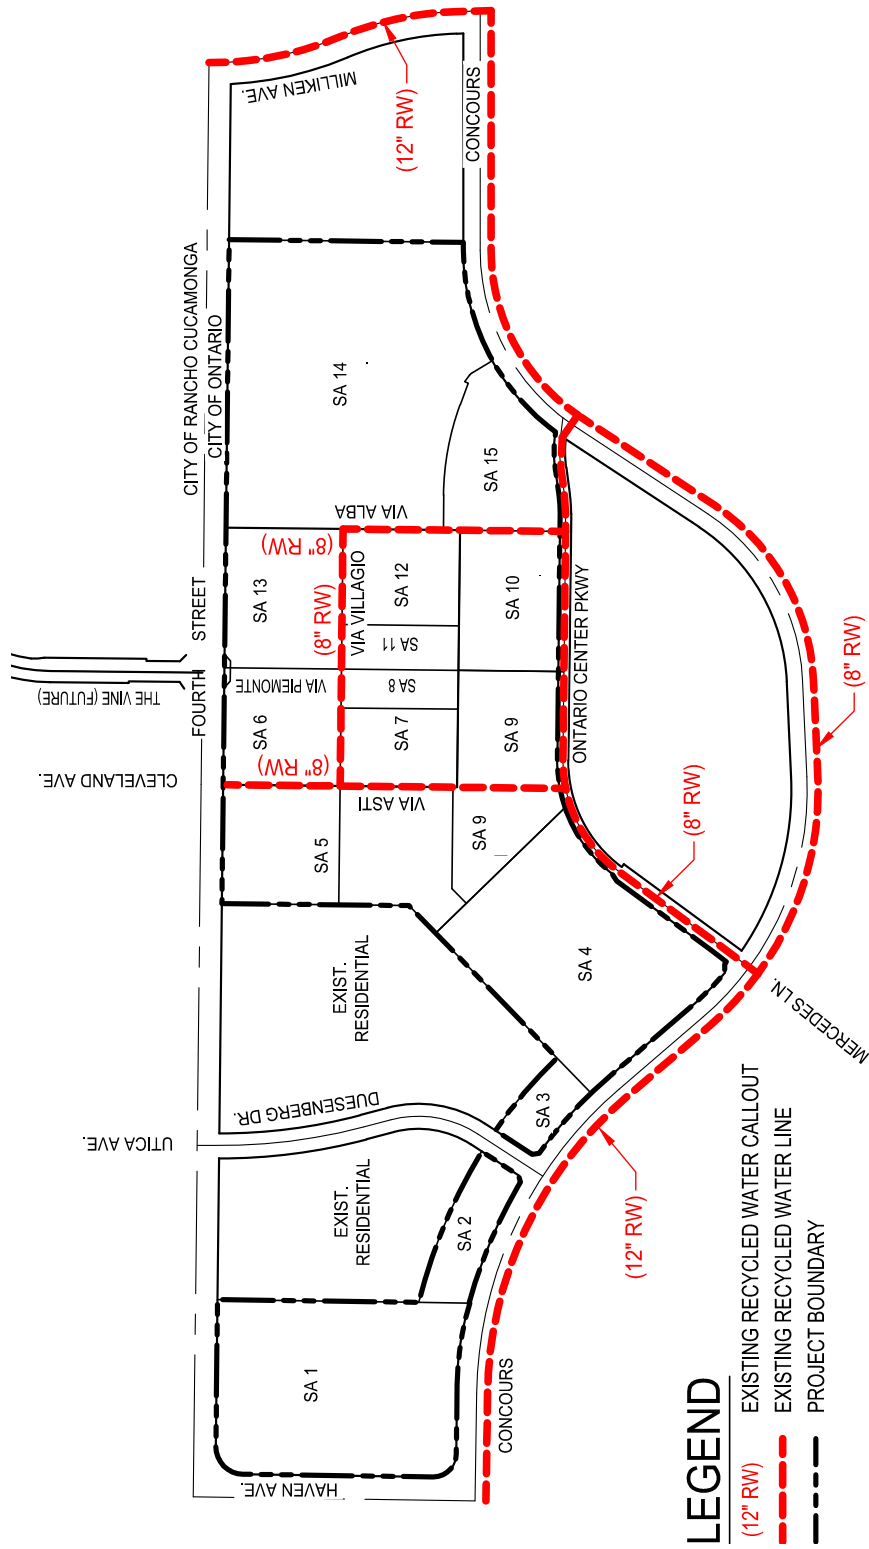 MILLIKEN AVE.
(12" RW)
CONCOURS
CITY OF RANCHO CUCAMONGA
CITY OF ONTARIO
SA 14
SA 15
VIA ALBA
(8" RW)
(8" RW)
SA 13
VIA VILLAGIO
SA 12
SA 10
SA 11
STREET
FOURTH
THE VINE (FUTURE)
VIA PIEMONTE
SA 8
SA 6
SA 7
SA 9
ONTARIO CENTER PKWY
(8" RW)
(8" RW)
CLEVELAND AVE.
(8" RW)
VIA ASTI
SA 5
SA 9
EXIST.
RESIDENTIAL
SA 4
MERCEDES LN.
DUESENBERG DR.
SA 3
UTICA AVE.
EXIST.
RESIDENTIAL
SA 2
(12" RW)
SA 1
CONCOURS
HAVEN AVE.
LEGEND
(12" RW) EXISTING RECYCLED WATER CALLOUT
EXISTING RECYCLED WATER LINE
PROJECT BOUNDARY